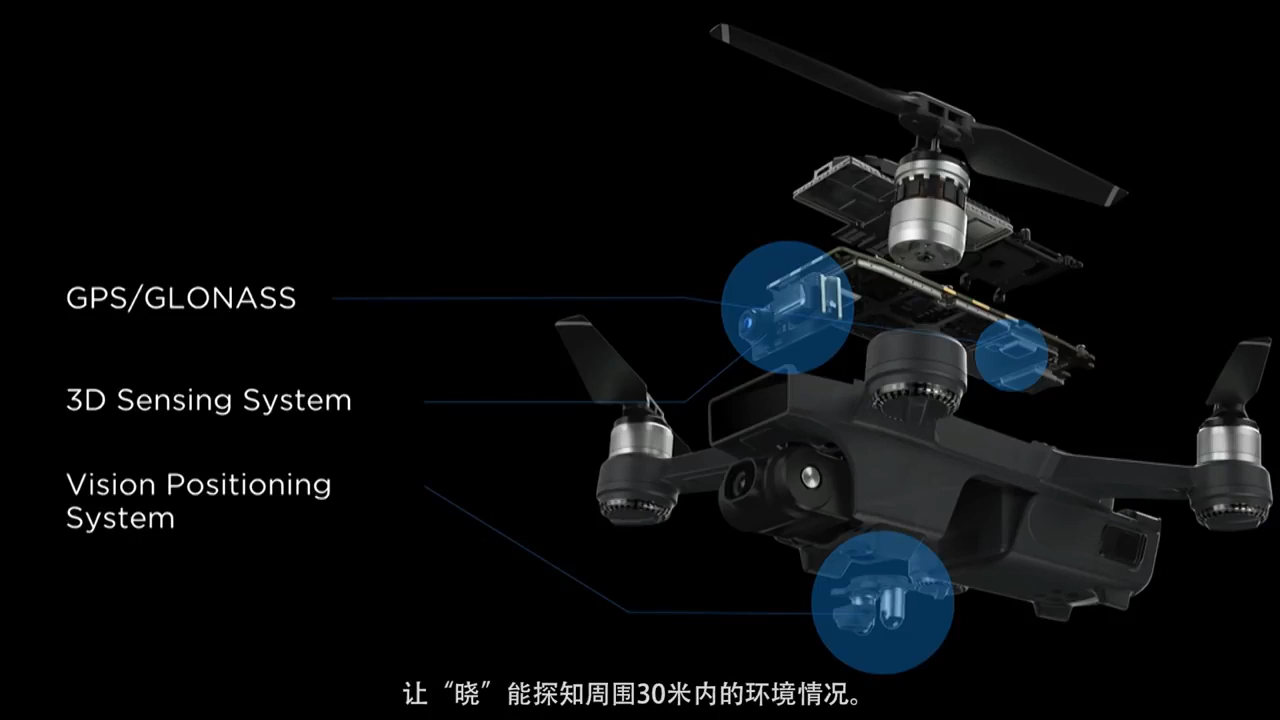 GPS/GLONASS
3D Sensing System
Vision Positioning
System
让“晓”能探知周围30米内的环境情况。